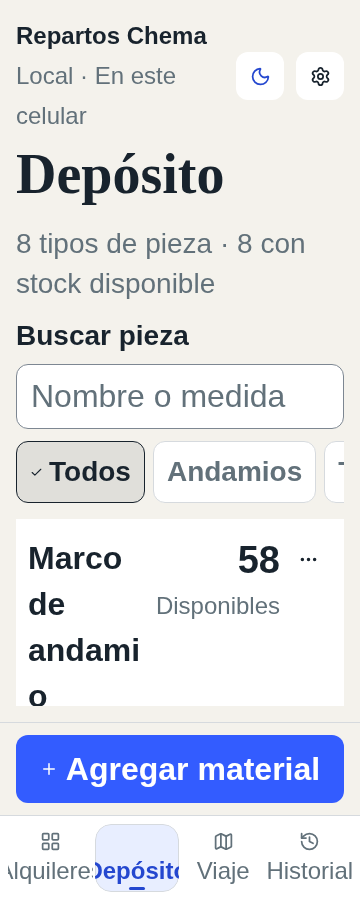 Repartos Chema
Local · En este
celular
Depósito
8 tipos de pieza · 8 con
stock disponible
Buscar pieza
Nombre o medida
Todos
Andamios
Marco
de
andami
o
58
Disponibles
Agregar material
Alquileres
Depósito
Viaje
Historial